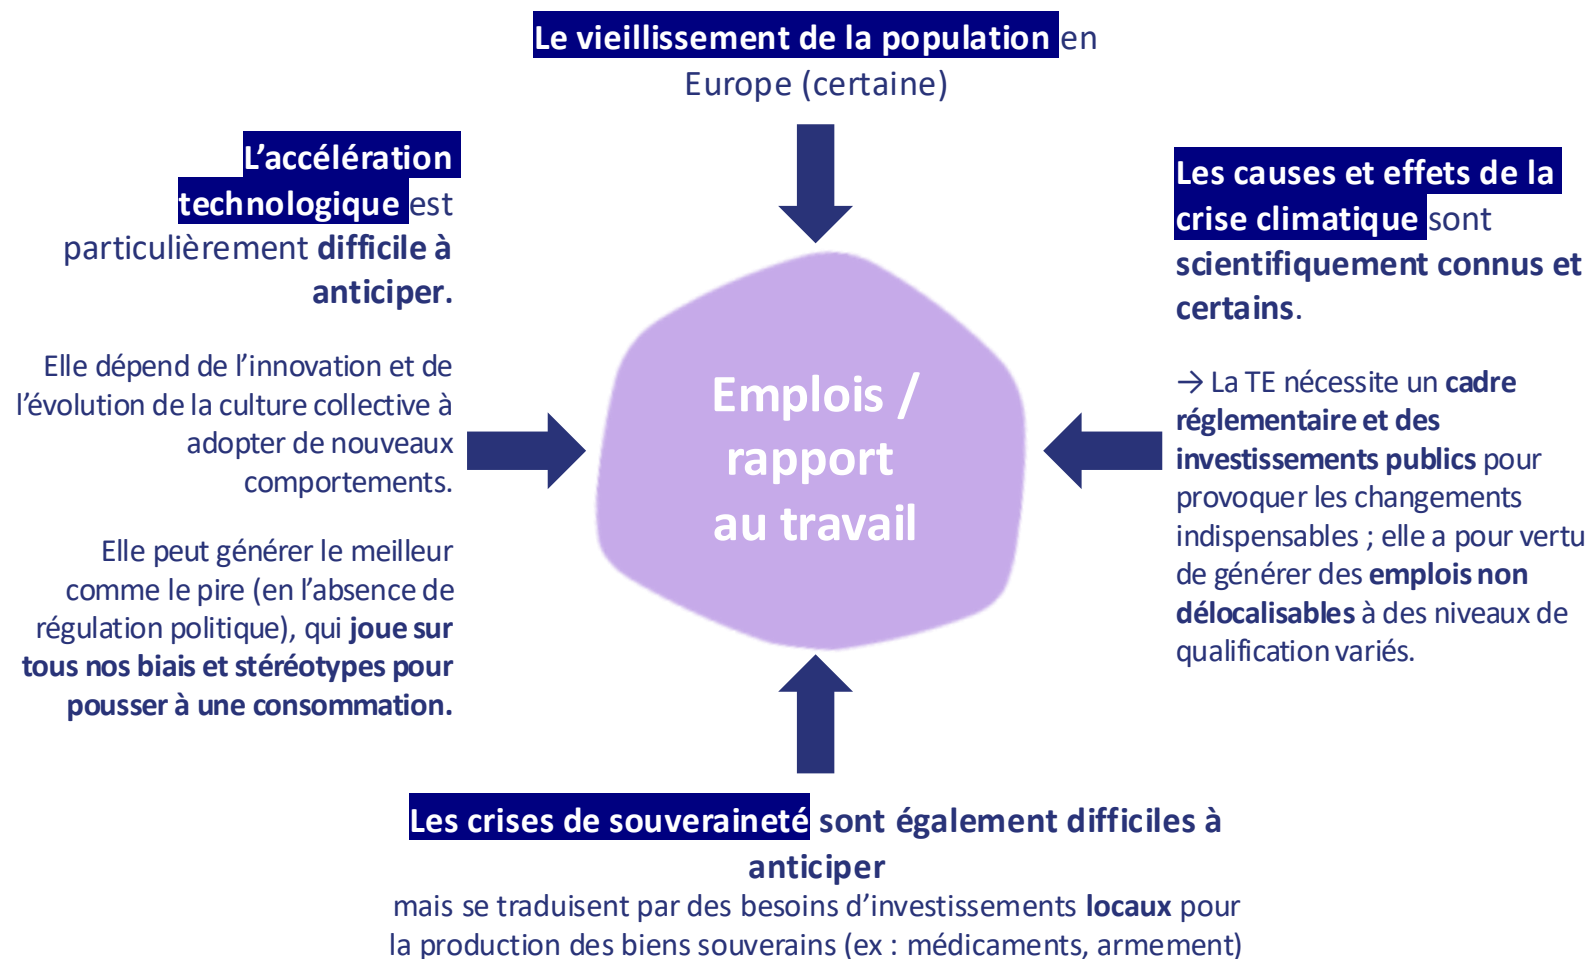 Le vieillissement de la population en
Europe (certaine)
L’accélération
technologique est
particulièrement difficile à
anticiper.
Elle dépend de l’innovation et de
l’évolution de la culture collective à
adopter de nouveaux
comportements.
Elle peut générer le meilleur
comme le pire (en l’absence de
régulation politique), qui joue sur
tous nos biais et stéréotypes pour
pousser à une consommation.
Emplois /
rapport
au travail
Les causes et effets de la
crise climatique sont
scientifiquement connus et
certains.
→ La TE nécessite un cadre
réglementaire et des
investissements publics pour
provoquer les changements
indispensables ; elle a pour vertu
de générer des emplois non
délocalisables à des niveaux de
qualification variés.
Les crises de souveraineté sont également difficiles à
anticiper
mais se traduisent par des besoins d’investissements locaux pour
la production des biens souverains (ex : médicaments, armement)